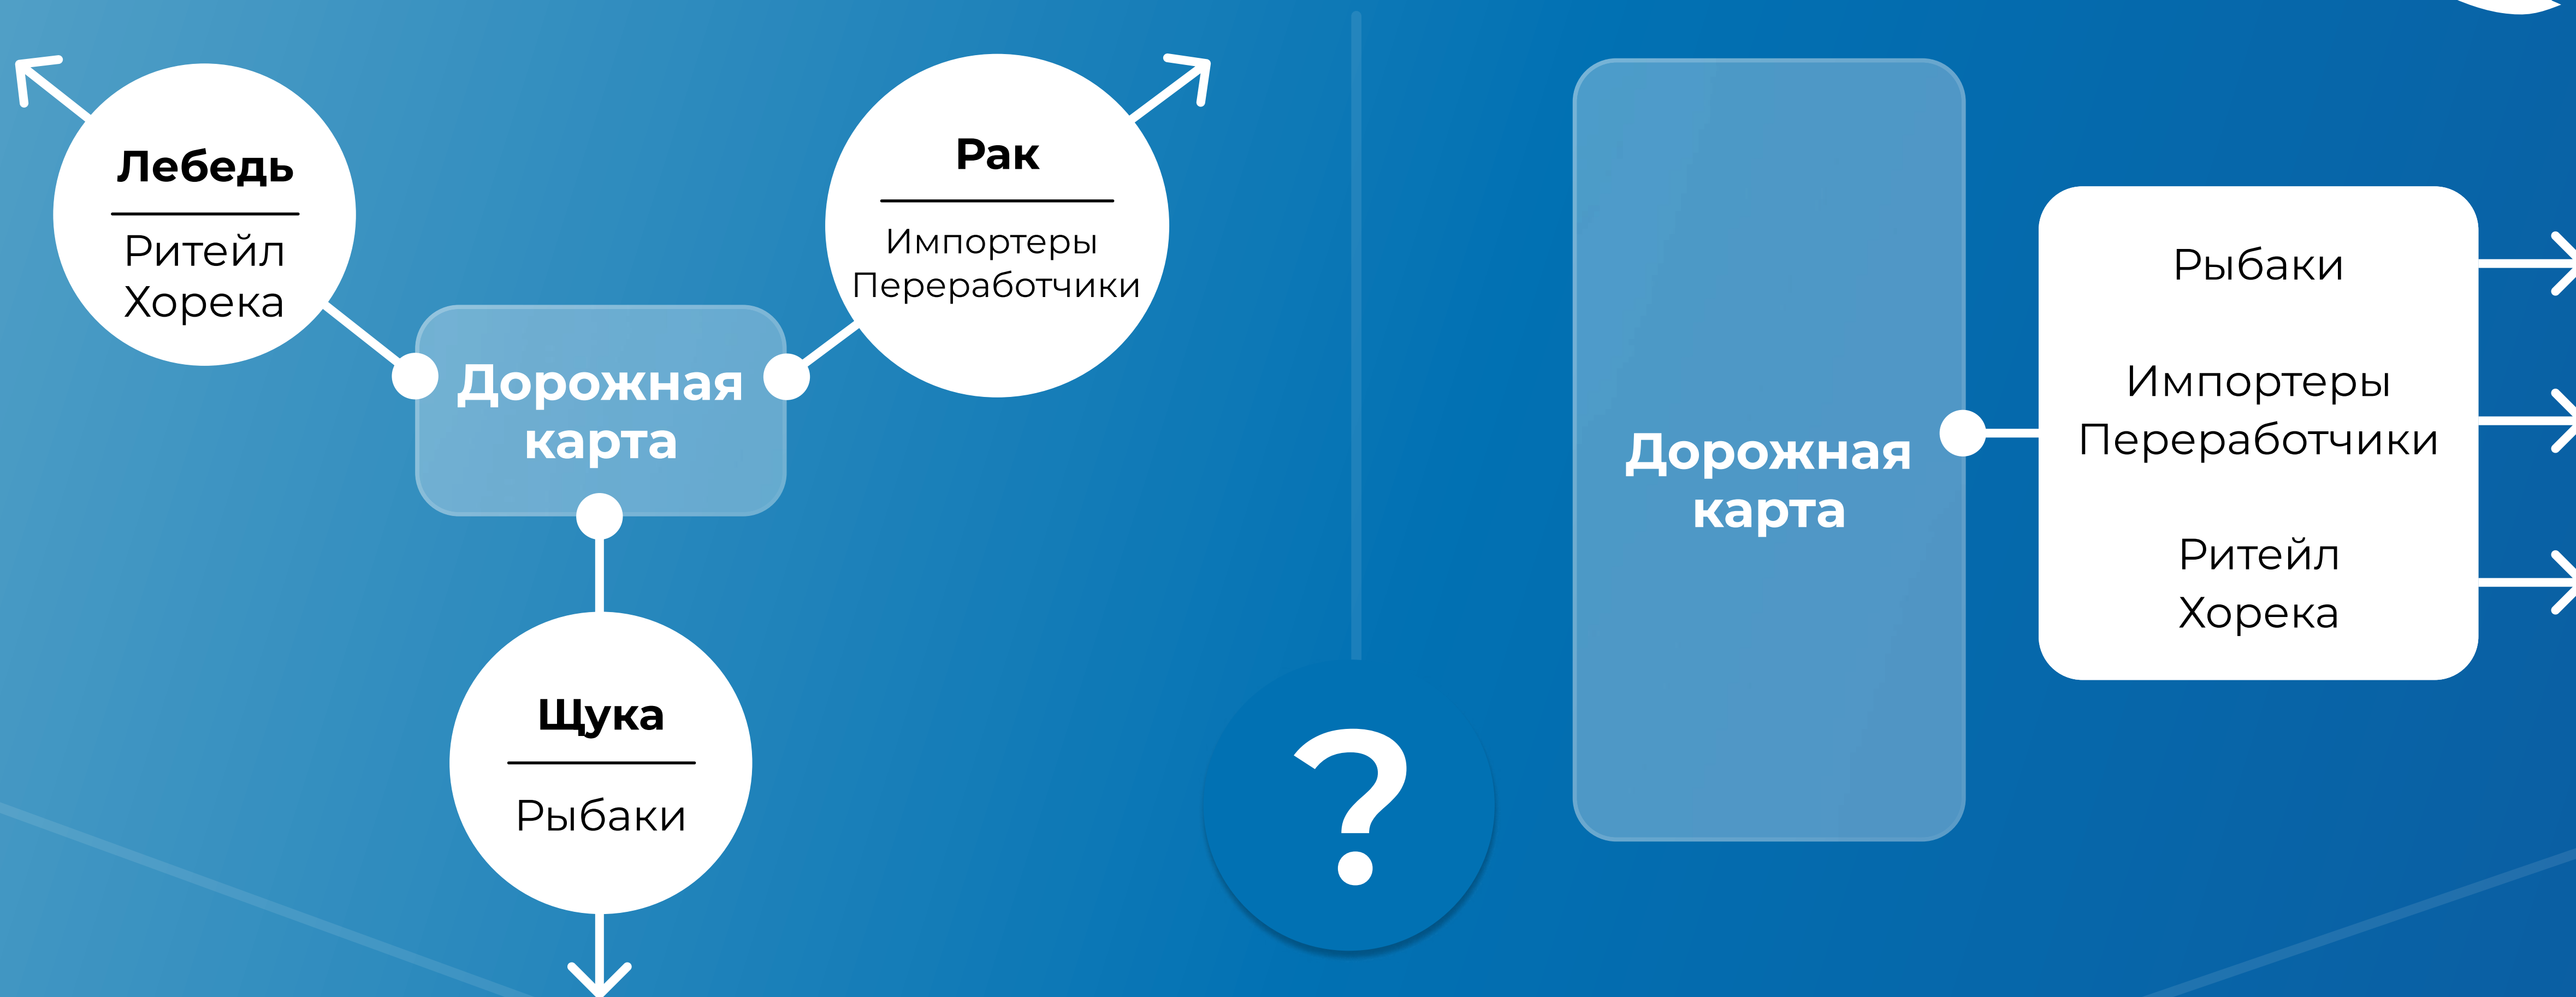 Лебедь
Ритейл
Хорека
Рак
Импортеры
Переработчики
Дорожная
карта
Щука
Рыбаки
?
Дорожная
карта
Рыбаки
Импортеры
Переработчики
Ритейл
Хорека